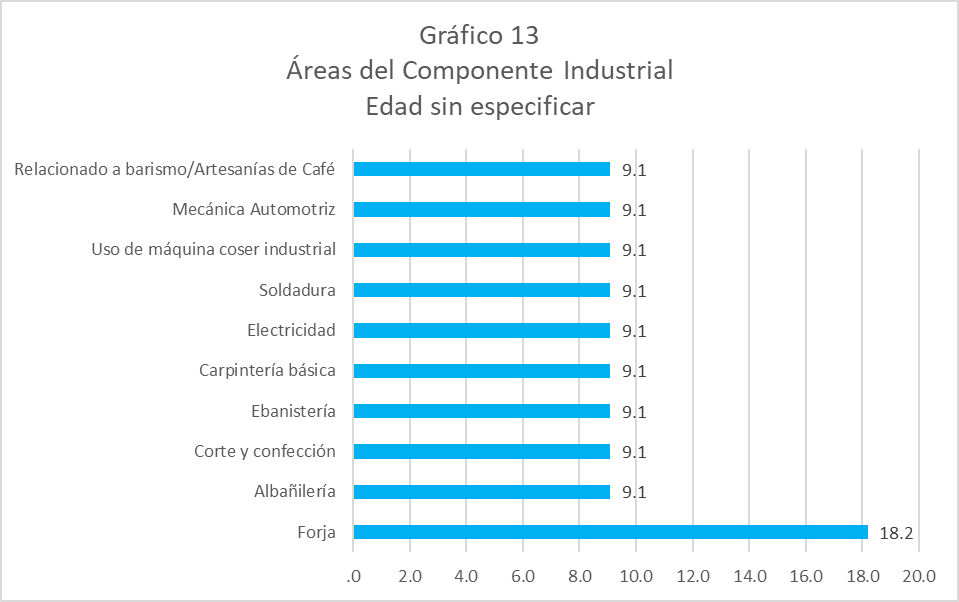 Gráfico 13
Áreas del Componente Industrial
Edad sin especificar
Relacionado a barismo/Artesanías de Café 9.1
Mecánica Automotriz 9.1
Uso de máquina coser industrial 9.1
Soldadura 9.1
Electricidad 9.1
Carpintería básica 9.1
Ebanistería 9.1
Corte y confección 9.1
Albañilería 9.1
Forja 18.2
.0 2.0 4.0 6.0 8.0 10.0 12.0 14.0 16.0 18.0 20.0